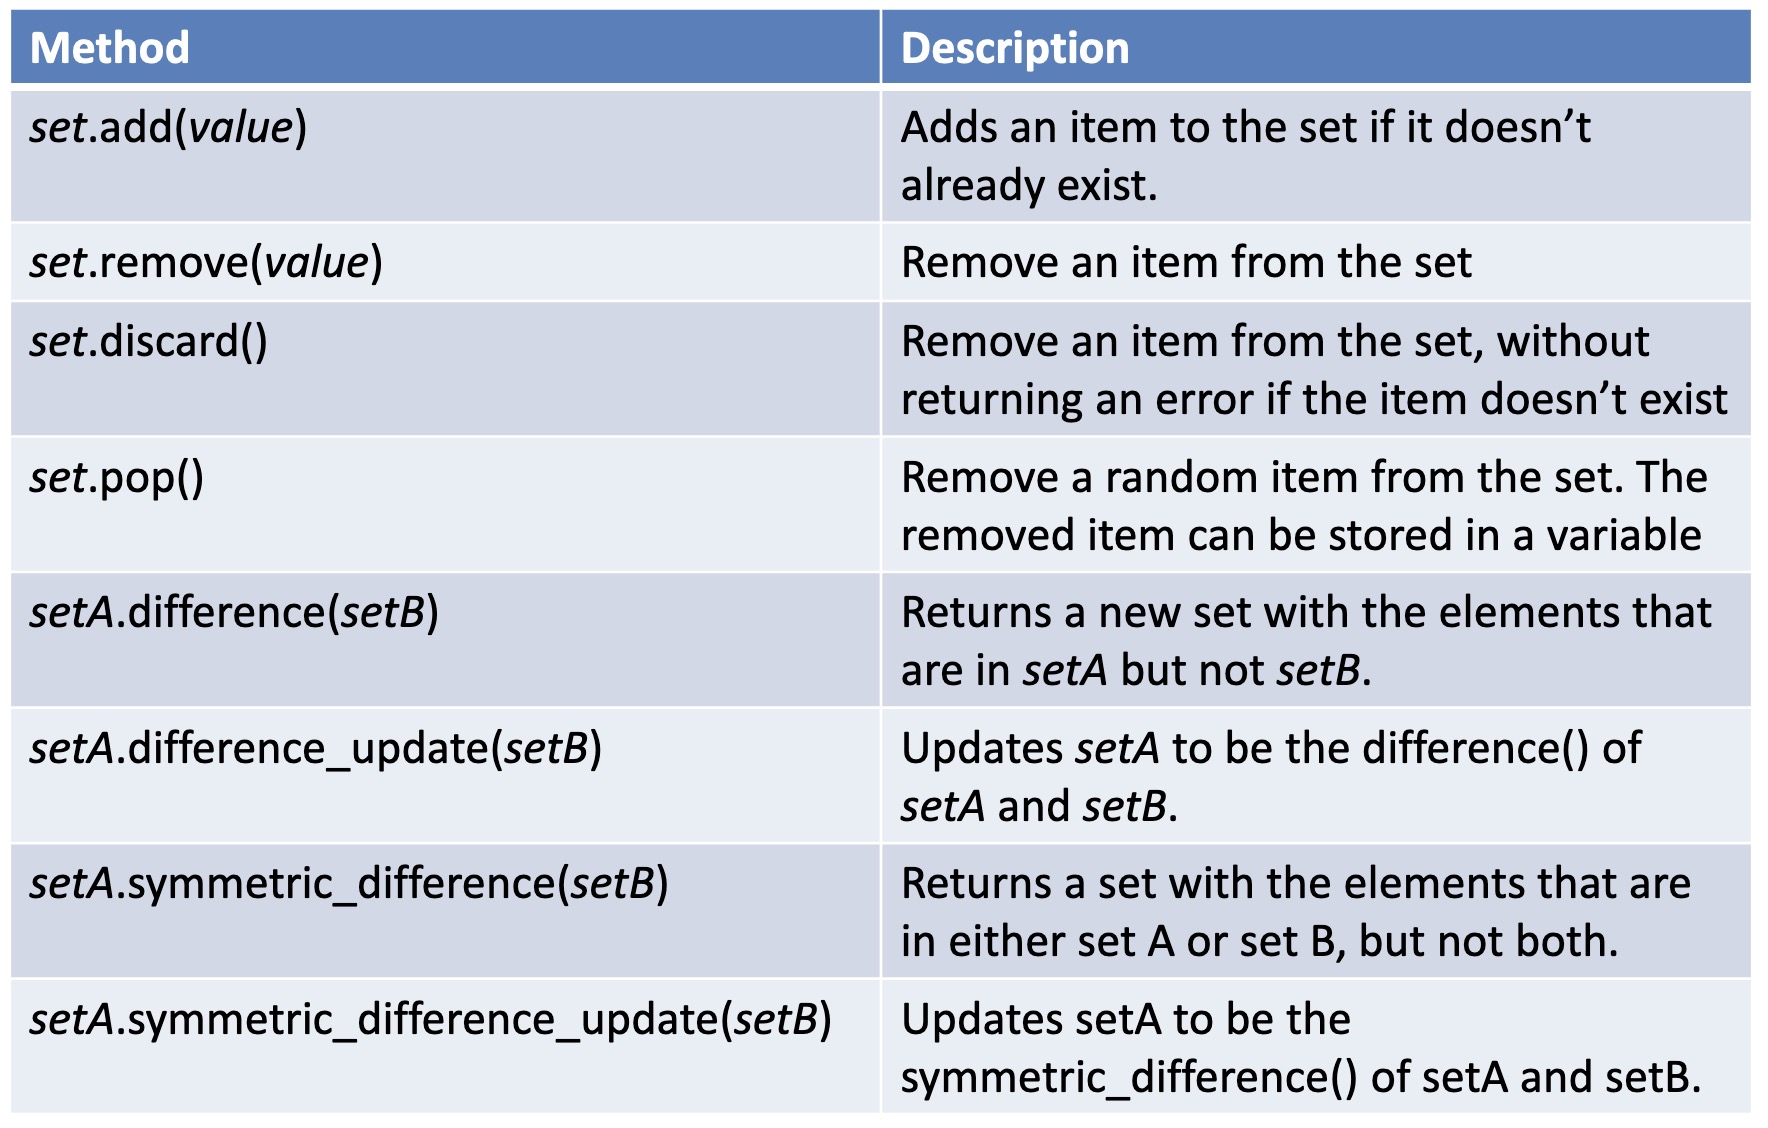 Method Description
set.add(value) Adds an item to the set if it doesn’t
already exist.
set.remove(value) Remove an item from the set
set.discard() Remove an item from the set, without
returning an error if the item doesn’t exist
set.pop() Remove a random item from the set. The
removed item can be stored in a variable
setA.difference(setB) Returns a new set with the elements that
are in setA but not setB.
setA.difference_update(setB) Updates setA to be the difference() of
setA and setB.
setA.symmetric_difference(setB) Returns a set with the elements that are
in either set A or set B, but not both.
setA.symmetric_difference_update(setB) Updates setA to be the
symmetric_difference() of setA and setB.